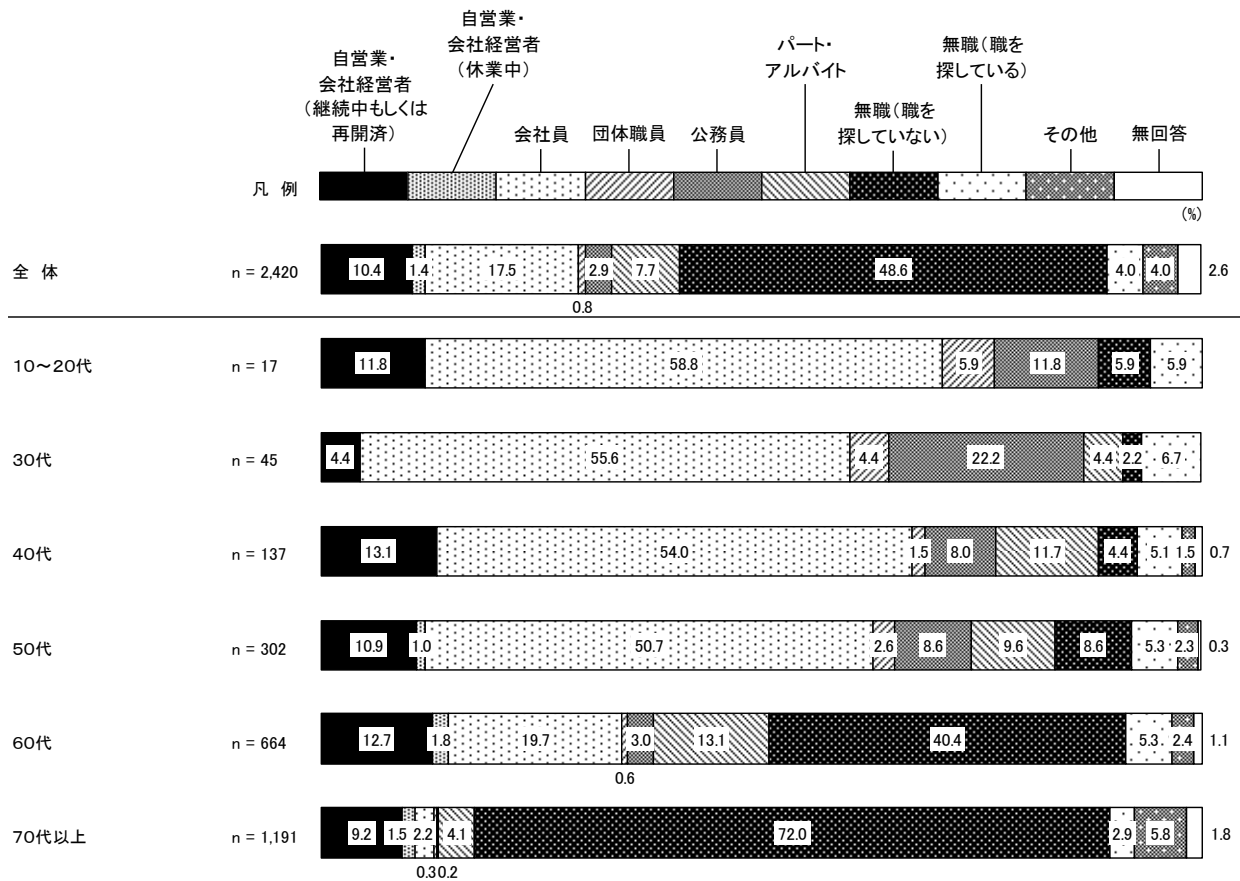 自営業・
会社経営者
(継続中もしくは
再開済)
自営業・
会社経営者
(休業中)
会社員
団体職員
公務員
パート・
アルバイト
無職(職を
探していない)
無職(職を
探している)
その他
無回答
凡 例
(%)
全 体 n = 2,420 10.4 1.4 17.5 2.9 7.7 48.6 4.0 4.0 2.6
0.8
10～20代 n = 17 11.8 58.8 5.9 11.8 5.9 5.9
30代 n = 45 4.4 55.6 4.4 22.2 4.4 2.2 6.7
40代 n = 137 13.1 54.0 1.5 8.0 11.7 4.4 5.1 1.5 0.7
50代 n = 302 10.9 1.0 50.7 2.6 8.6 9.6 8.6 5.3 2.3 0.3
60代 n = 664 12.7 1.8 19.7 3.0 13.1 40.4 5.3 2.4 1.1
0.6
70代以上 n = 1,191 9.2 1.5 2.2 4.1 72.0 2.9 5.8 1.8
0.3 0.2